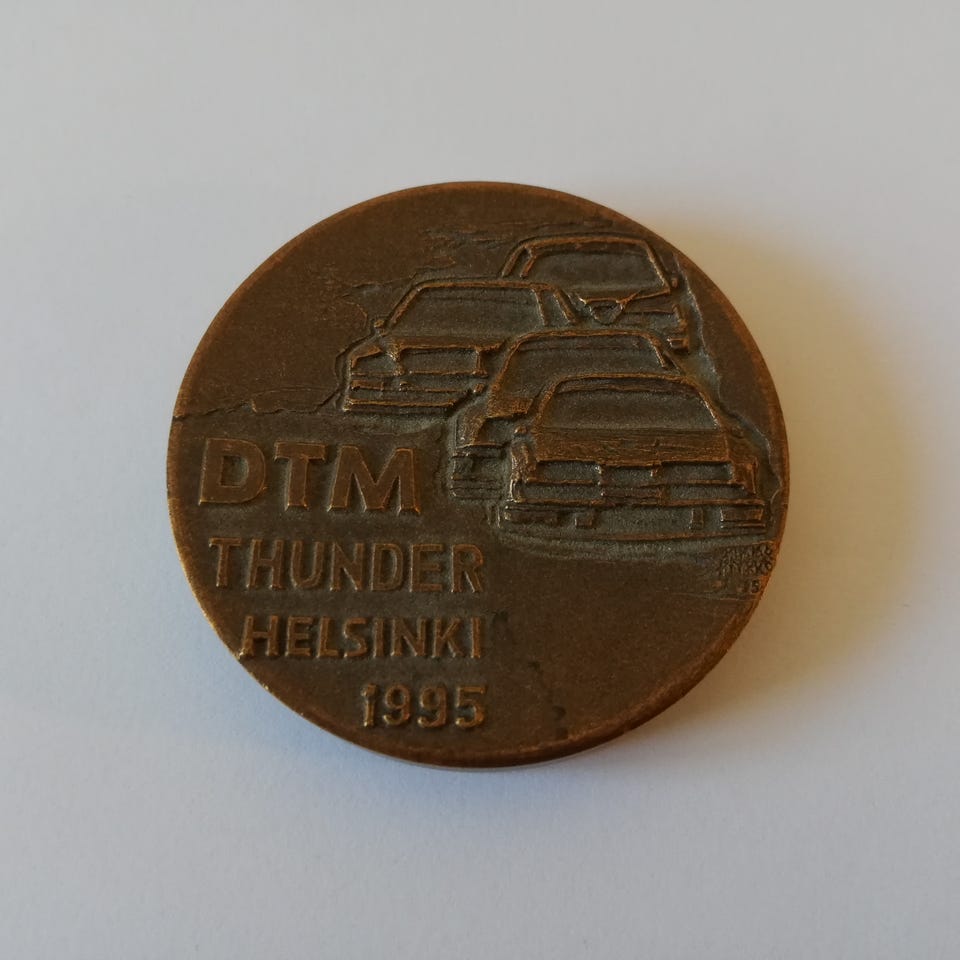 DTM
THUNDER
HELSINKI
1995